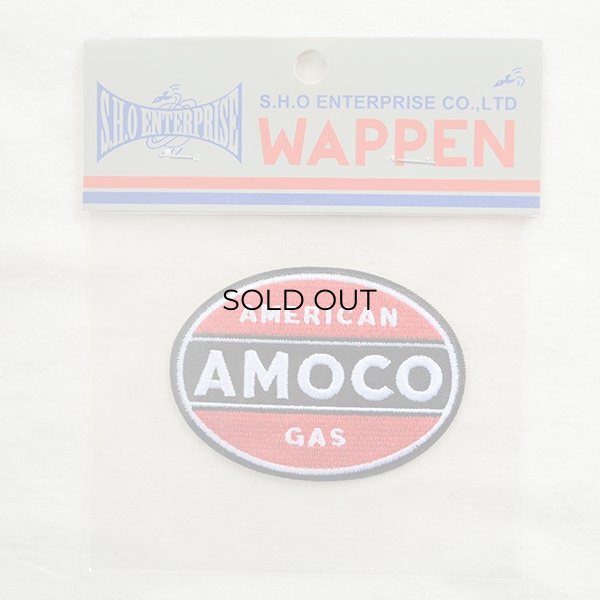 S.H.O ENTERPRISE
S.H.O ENTERPRISE CO.,LTD
WAPPEN
SOLD OUT
AMERICAN
AMOCO
GAS